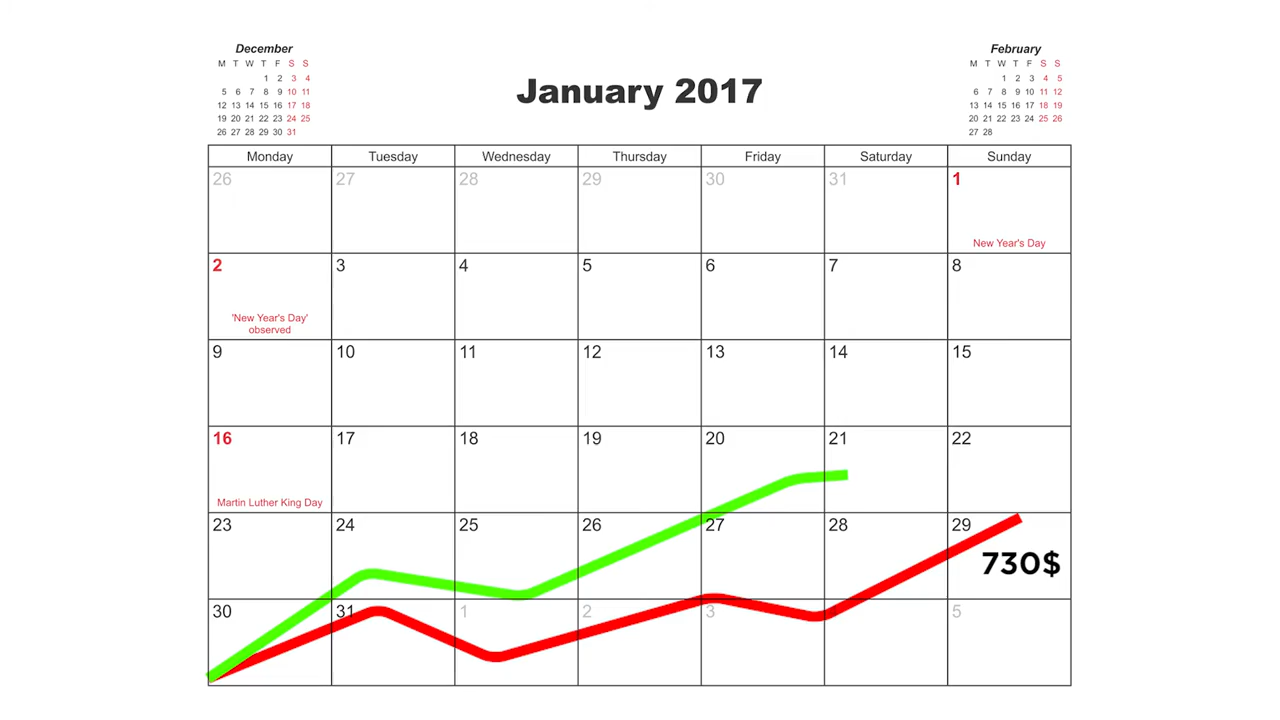 December
M T W T F S S
1 2 3 4
5 6 7 8 9 10 11
12 13 14 15 16 17 18
19 20 21 22 23 24 25
26 27 28 29 30 31
January 2017
February
M T W T F S S
1 2 3 4 5
6 7 8 9 10 11 12
13 14 15 16 17 18 19
20 21 22 23 24 25 26
27 28
Monday Tuesday Wednesday Thursday Friday Saturday Sunday
26 27 28 29 30 31 1
New Year's Day
2 3 4 5 6 7 8
'New Year's Day'
observed
9 10 11 12 13 14 15
16 17 18 19 20 21 22
Martin Luther King Day
23 24 25 26 27 28 29
730$
30 31 1 2 3 5